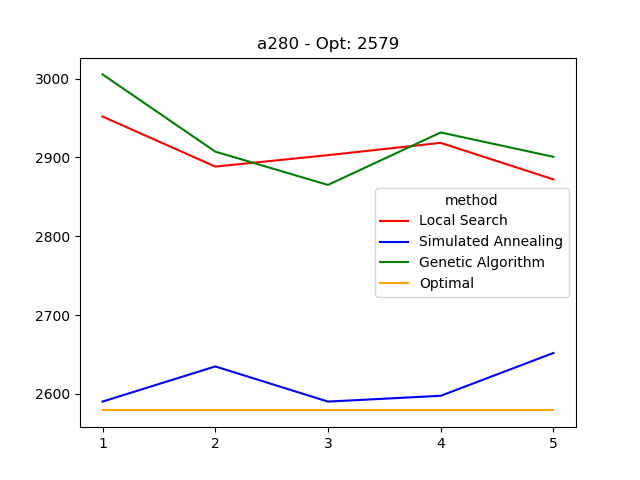 a280 - Opt: 2579
3000
2900
2800
2700
2600
method
Local Search
Simulated Annealing
Genetic Algorithm
Optimal
1 2 3 4 5